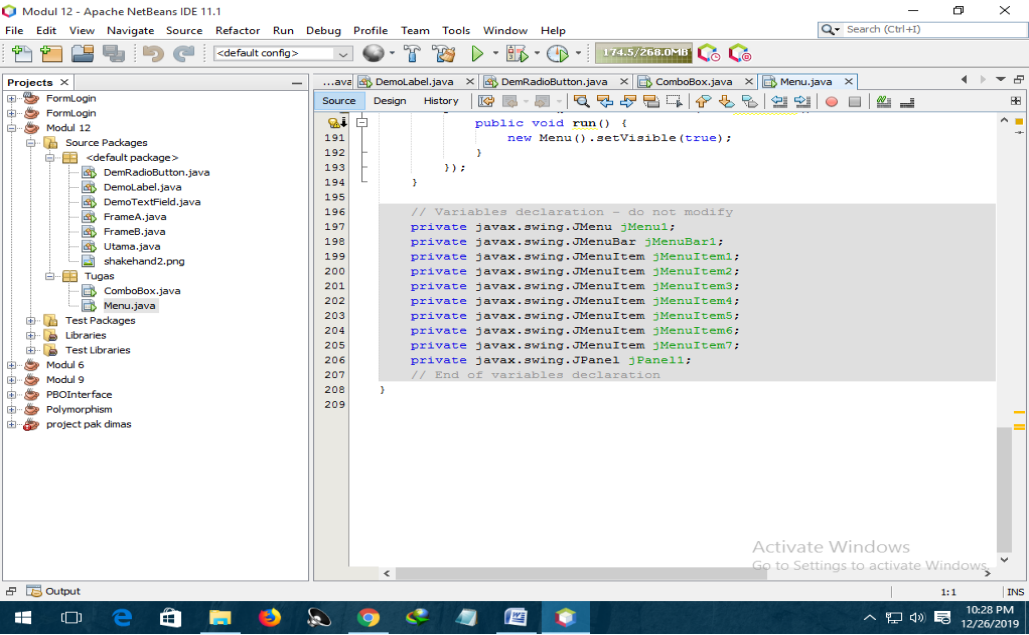 Modul 12 - Apache NetBeans IDE 11.1
File Edit View Navigate Source Refactor Run Debug Profile Team Tools Window Help
Search (Ctrl+I)
<default config>
174.5/268.0MB
Projects
...ava DemoLabel.java DemRadioButton.java ComboBox.java Menu.java
Source Design History
FormLogin
FormLogin
Modul 12
Source Packages
<default package>
DemRadioButton.java
DemoLabel.java
DemoTextField.java
FrameA.java
FrameB.java
Utama.java
shakehand2.png
Tugas
ComboBox.java
Menu.java
Test Packages
Libraries
Test Libraries
Modul 6
Modul 9
PBOInterface
Polymorphism
project pak dimas
public void run() {
191 new Menu().setVisible(true);
192 }
193 });
194 }
195
196 // Variables declaration - do not modify
197 private javax.swing.JMenu jMenu1;
198 private javax.swing.JMenuBar jMenuBar1;
199 private javax.swing.JMenuItem jMenuItem1;
200 private javax.swing.JMenuItem jMenuItem2;
201 private javax.swing.JMenuItem jMenuItem3;
202 private javax.swing.JMenuItem jMenuItem4;
203 private javax.swing.JMenuItem jMenuItem5;
204 private javax.swing.JMenuItem jMenuItem6;
205 private javax.swing.JMenuItem jMenuItem7;
206 private javax.swing.JPanel jPanel1;
207 // End of variables declaration
208 }
209
Activate Windows
Go to Settings to activate Windows.
Output
1:1 INS
10:28 PM
12/26/2019